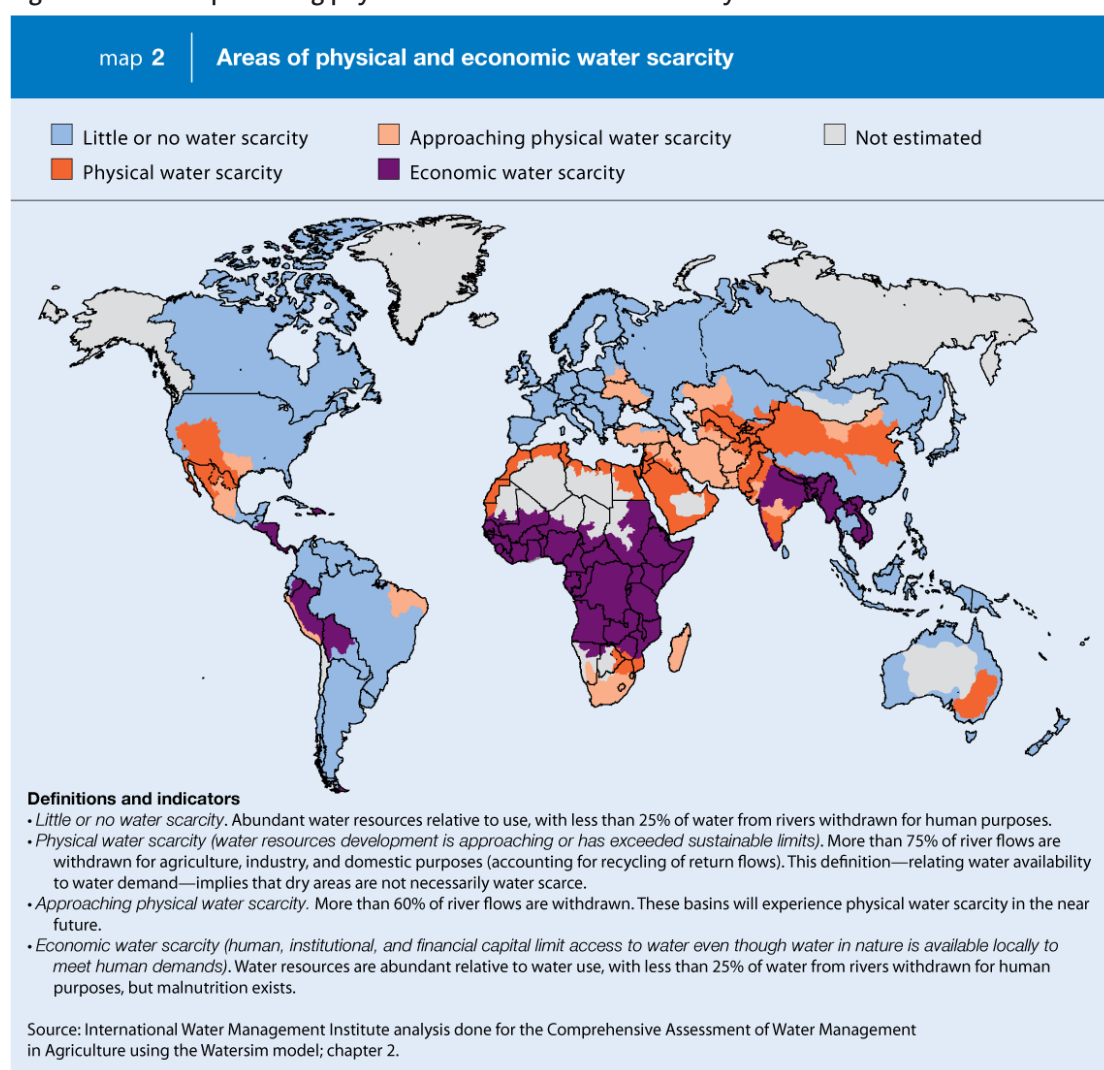 map 2 Areas of physical and economic water scarcity
Little or no water scarcity Approaching physical water scarcity Not estimated
Physical water scarcity Economic water scarcity
Definitions and indicators
• Little or no water scarcity. Abundant water resources relative to use, with less than 25% of water from rivers withdrawn for human purposes.
• Physical water scarcity (water resources development is approaching or has exceeded sustainable limits). More than 75% of river flows are
withdrawn for agriculture, industry, and domestic purposes (accounting for recycling of return flows). This definition—relating water availability
to water demand—implies that dry areas are not necessarily water scarce.
• Approaching physical water scarcity. More than 60% of river flows are withdrawn. These basins will experience physical water scarcity in the near
future.
• Economic water scarcity (human, institutional, and financial capital limit access to water even though water in nature is available locally to
meet human demands). Water resources are abundant relative to water use, with less than 25% of water from rivers withdrawn for human
purposes, but malnutrition exists.
Source: International Water Management Institute analysis done for the Comprehensive Assessment of Water Management
in Agriculture using the Watersim model; chapter 2.